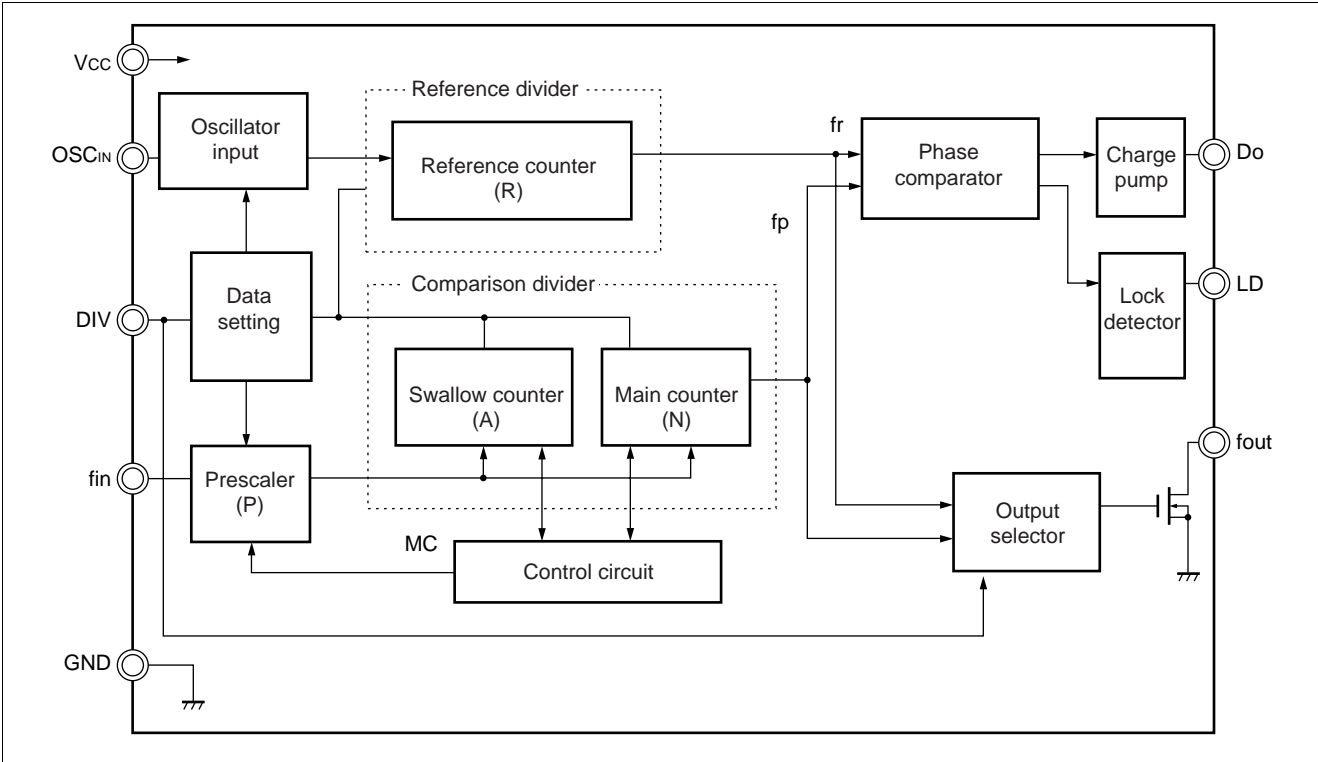 Vcc
Reference divider
Oscillator
input
OSCIN
Reference counter
(R)
fr
Phase
comparator
Charge
pump
Do
fp
Data
setting
DIV
Comparison divider
Lock
detector
LD
Swallow counter
(A)
Main counter
(N)
fin
Prescaler
(P)
fout
Output
selector
MC
Control circuit
GND